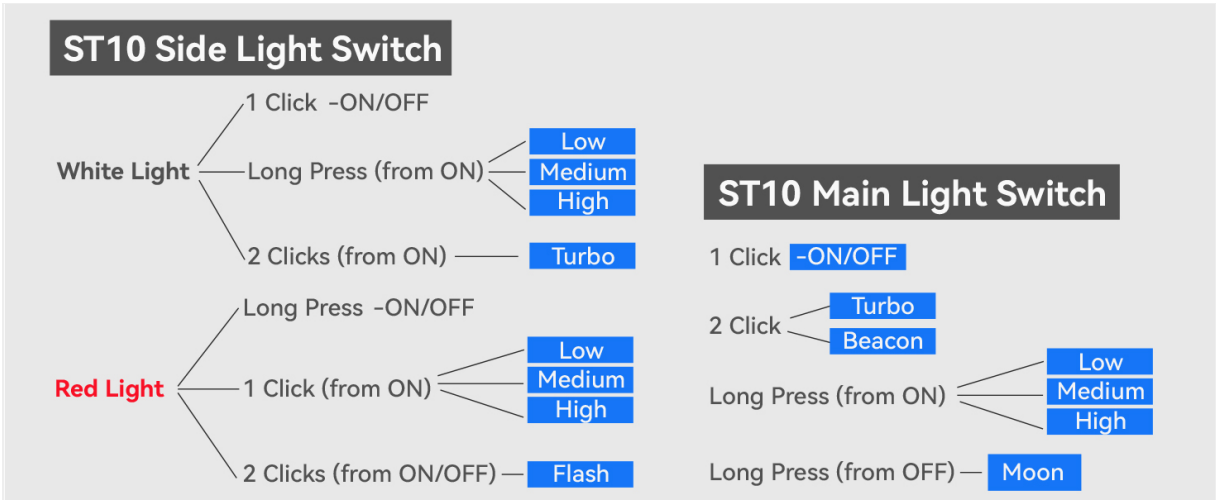 ST10 Side Light Switch
White Light
1 Click -ON/OFF
Long Press (from ON)
Low
Medium
High
2 Clicks (from ON)
Turbo
Red Light
Long Press -ON/OFF
1 Click (from ON)
Low
Medium
High
2 Clicks (from ON/OFF)
Flash
ST10 Main Light Switch
1 Click -ON/OFF
2 Click
Turbo
Beacon
Long Press (from ON)
Low
Medium
High
Long Press (from OFF)
Moon